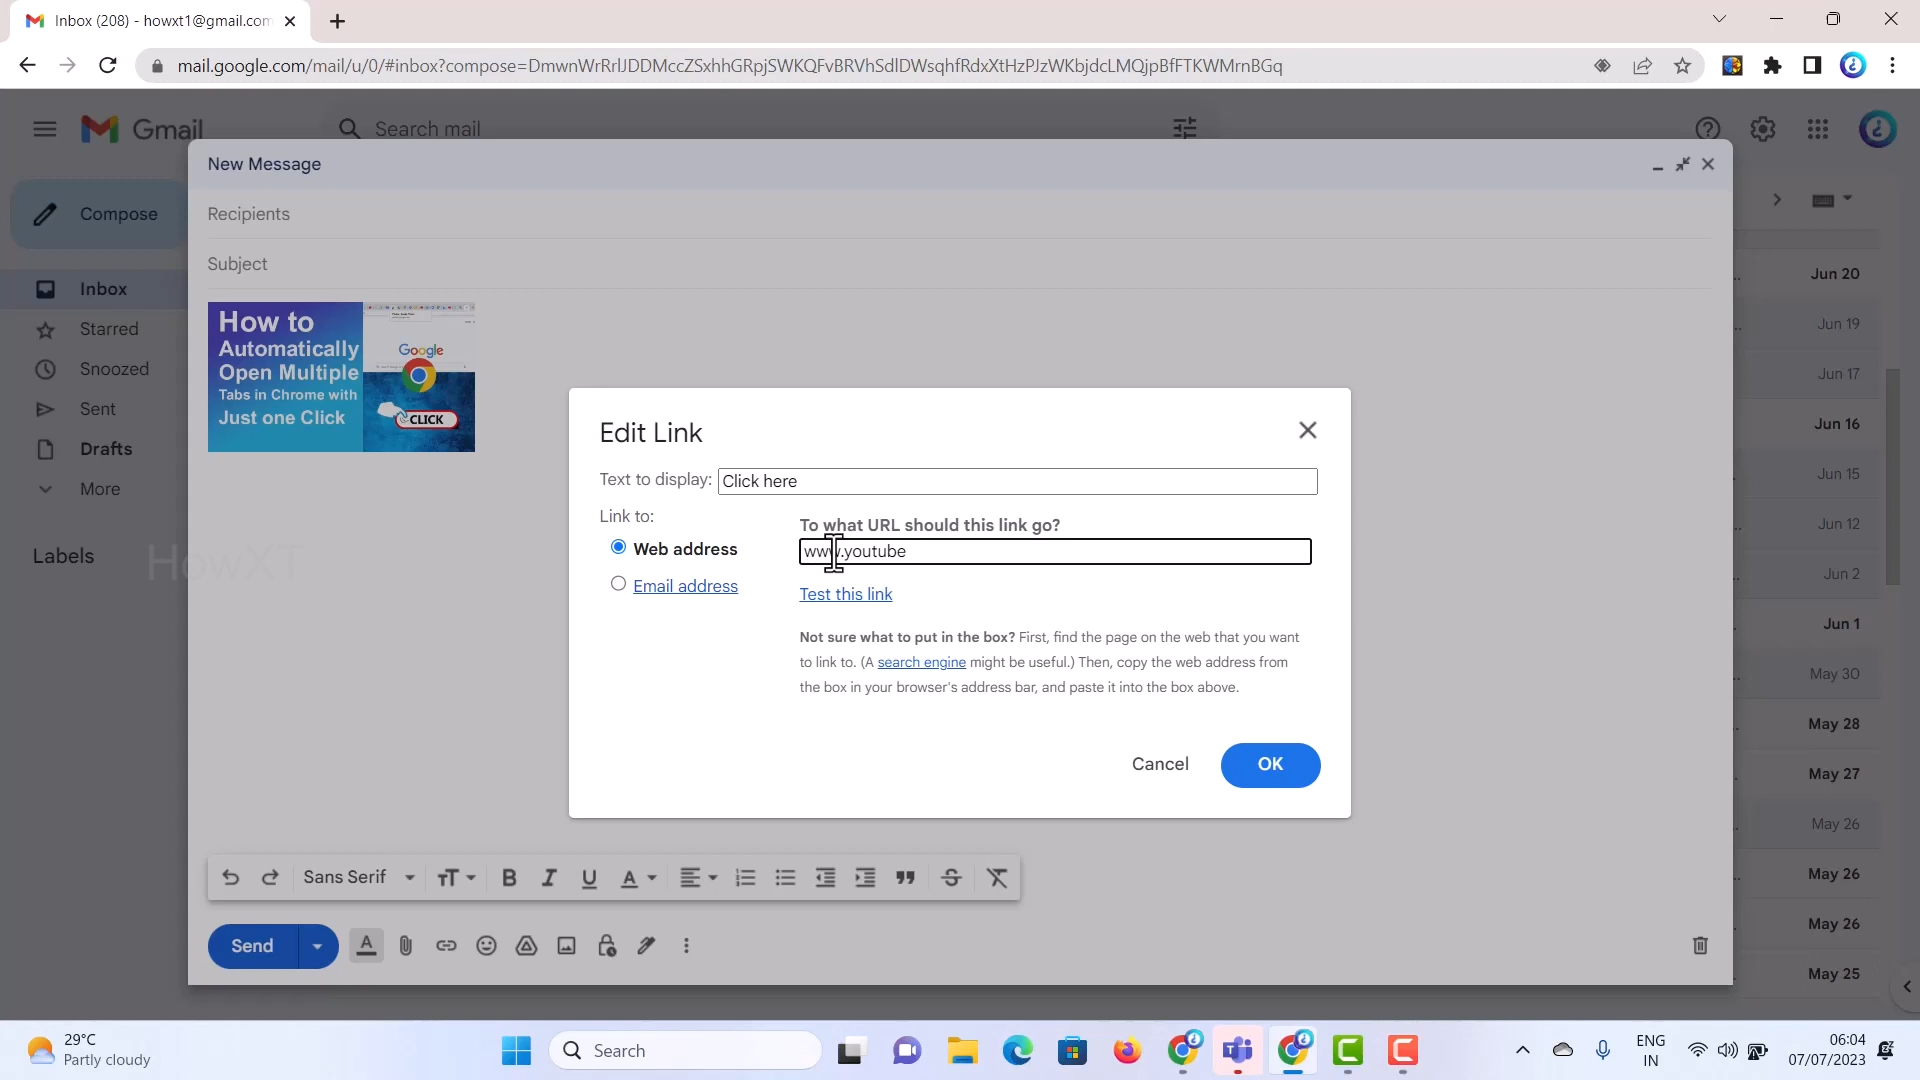 Inbox (208) - howxt1@gmail.com
mail.google.com/mail/u/0/#inbox?compose=DmwnWrRrlJDDMccZSxhhGRpjSWKQFvBRVhSdlDWsqhfRdxXtHzPJzWKbjdcLMQjpBfFTKWMrnBGq
Gmail
Search mail
Compose
Inbox
Starred
Snoozed
Sent
Drafts
More
Labels
HowXT
New Message
Recipients
Subject
How to
Automatically
Open Multiple
Tabs in Chrome with
Just one Click
Google
CLICK
Edit Link
Text to display: Click here
Link to:
Web address
Email address
To what URL should this link go?
www.youtube
Test this link
Not sure what to put in the box? First, find the page on the web that you want
to link to. (A search engine might be useful.) Then, copy the web address from
the box in your browser's address bar, and paste it into the box above.
Cancel
OK
Jun 20
Jun 19
Jun 17
Jun 16
Jun 15
Jun 12
Jun 2
Jun 1
May 30
May 28
May 27
May 26
May 26
May 26
May 25
Sans Serif
Send
29°C
Partly cloudy
Search
ENG
IN
06:04
07/07/2023